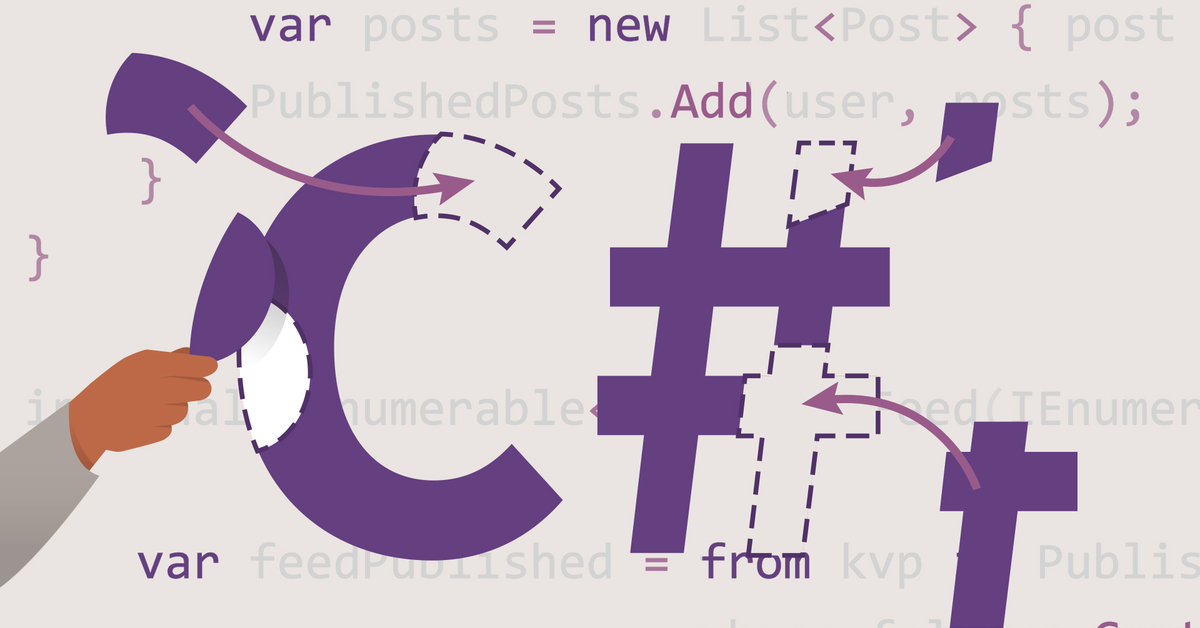 var posts = new List<Post> { post
PublishedPosts.Add(user, posts);
}
C#
}
numerable<
eed(IEnumer
var feedPublished = from kvp Publis